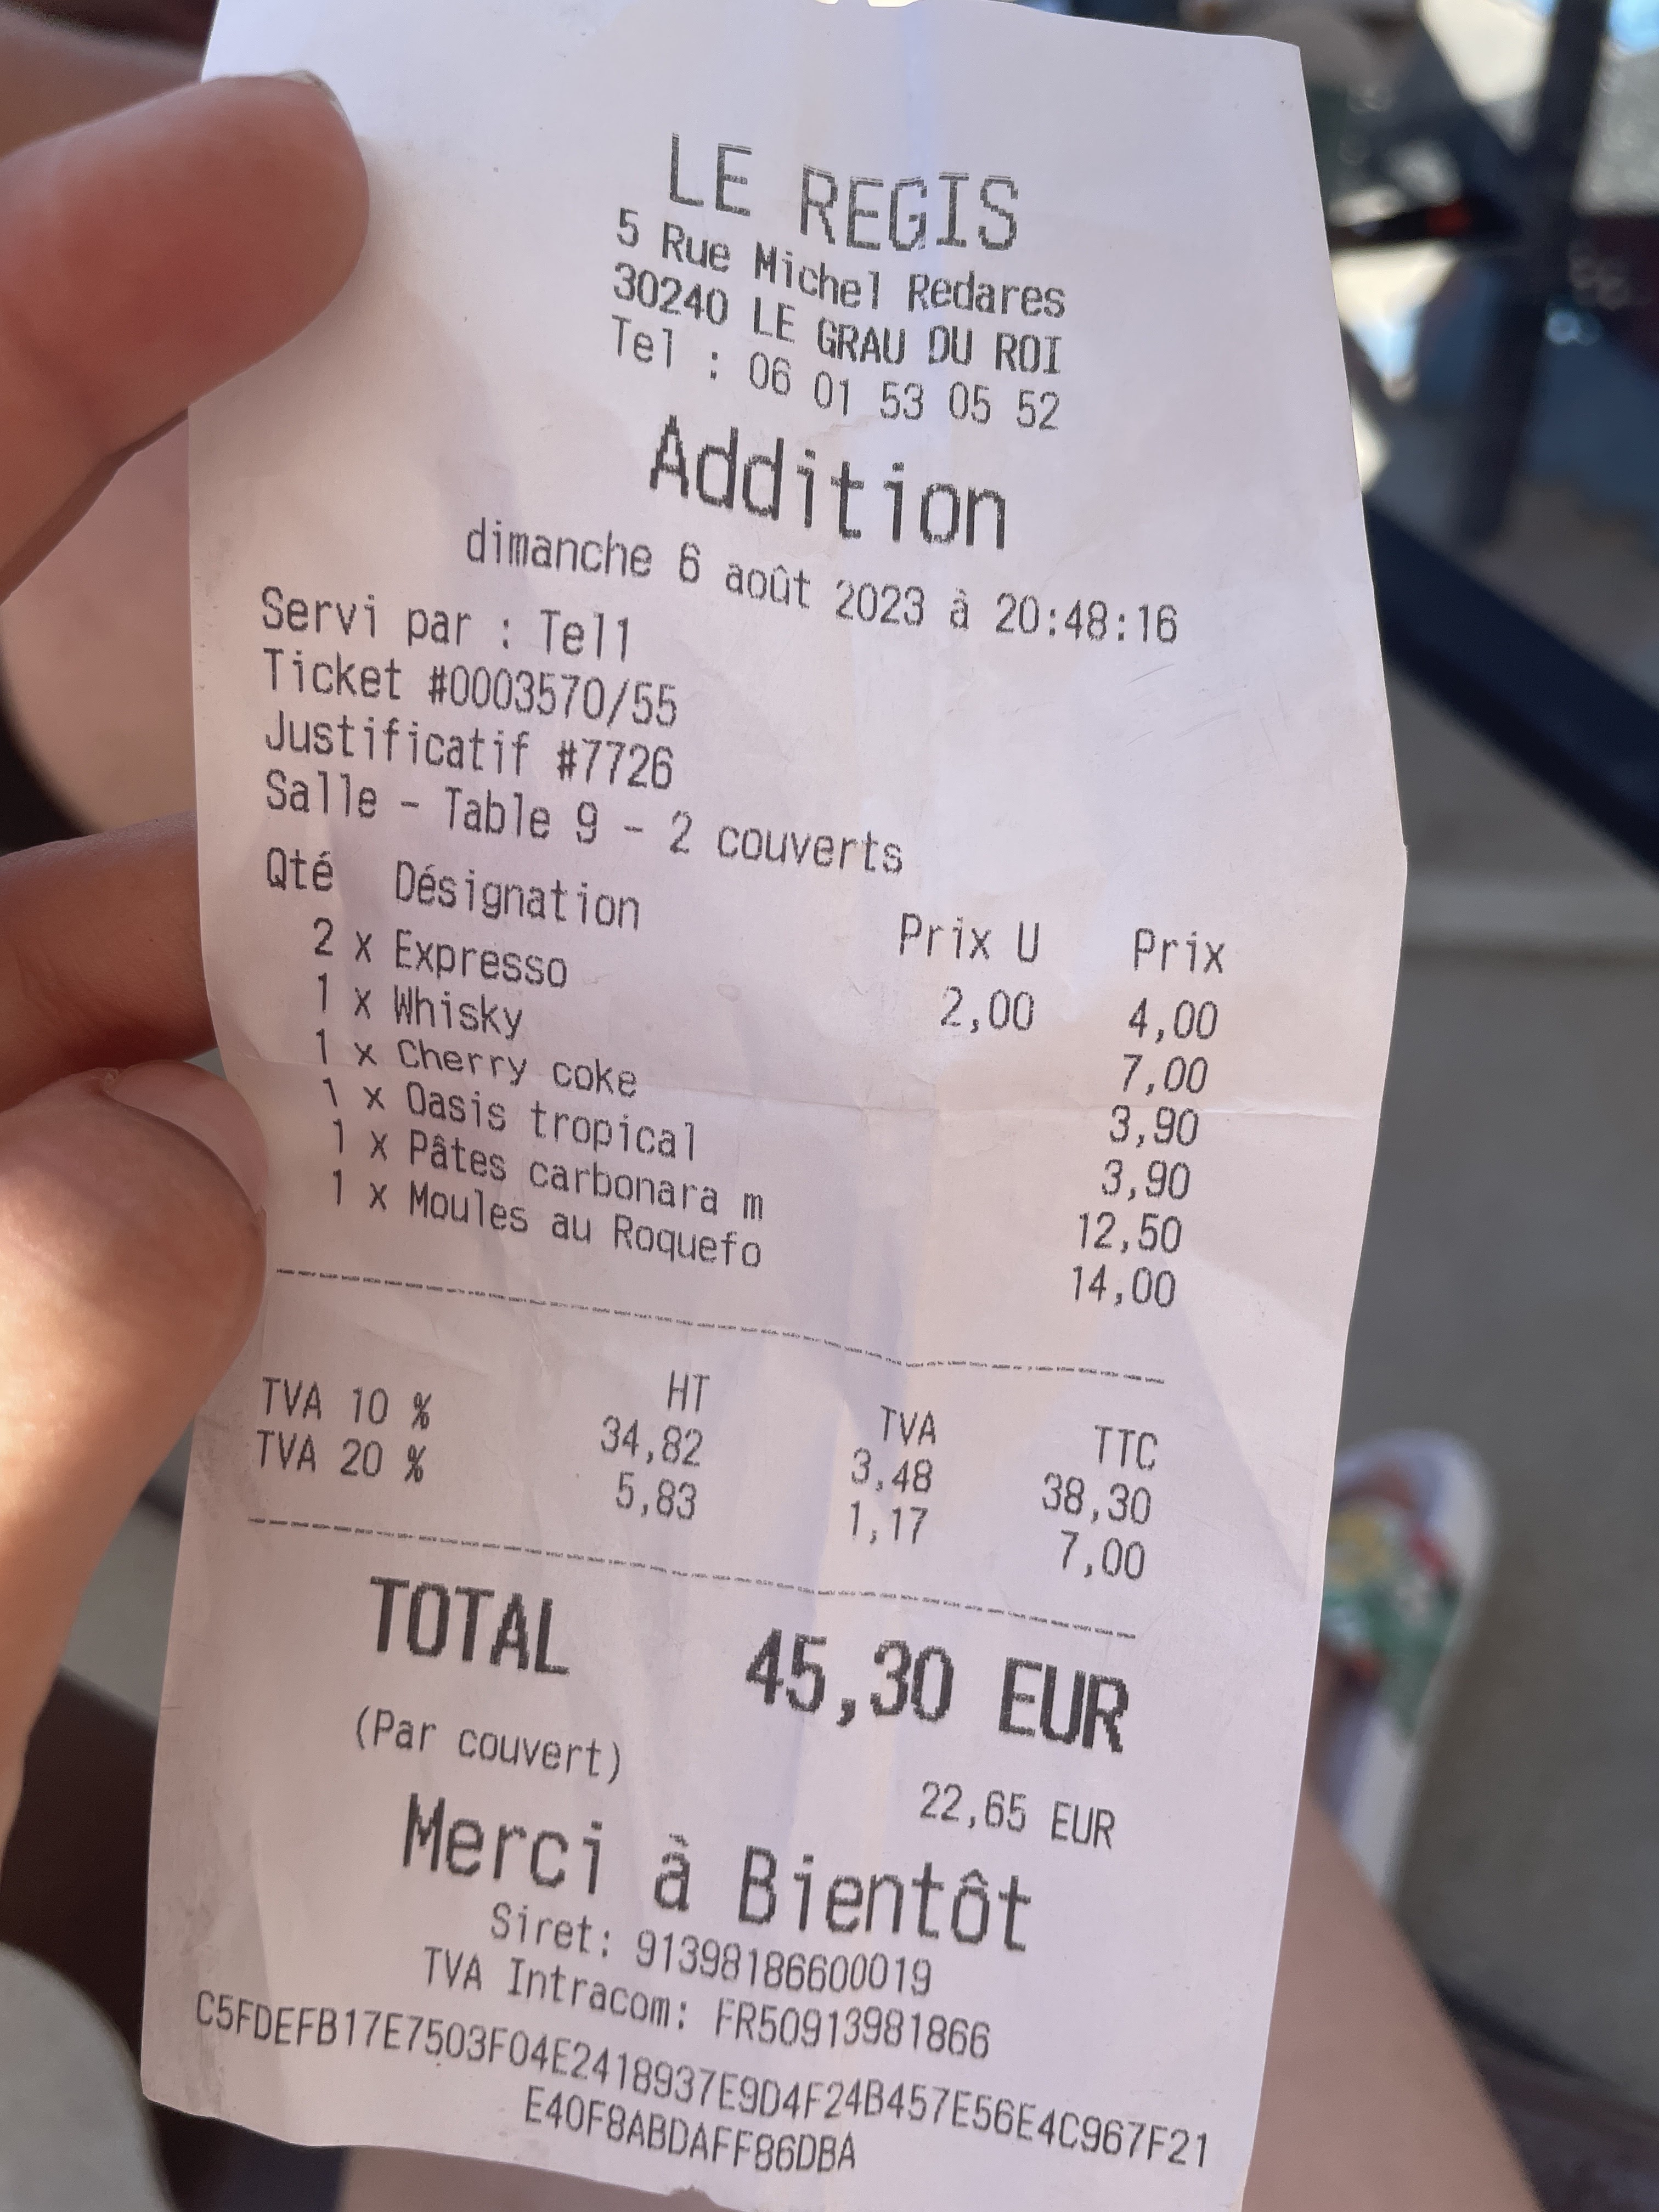 LE REGIS
5 Rue Michel Redares
30240 LE GRAU DU ROI
Tel : 06 01 53 05 52
Addition
dimanche 6 août 2023 à 20:48:16
Servi par : Tel1
Ticket #0003570/55
Justificatif #7726
Salle - Table 9 - 2 couverts
Qté Désignation Prix U Prix
2 x Expresso 2,00 4,00
1 x Whisky 7,00
1 x Cherry coke 3,90
1 x Oasis tropical 3,90
1 x Pâtes carbonara m 12,50
1 x Moules au Roquefo 14,00
HT TVA TTC
TVA 10 % 34,82 3,48 38,30
TVA 20 % 5,83 1,17 7,00
TOTAL 45,30 EUR
(Par couvert) 22,65 EUR
Merci à Bientôt
Siret: 91398186600019
TVA Intracom: FR50913981866
C5FDEFB17E7503F04E2418937E9D4F24B457E56E4C967F21
E40F8ABDAFF86DBA